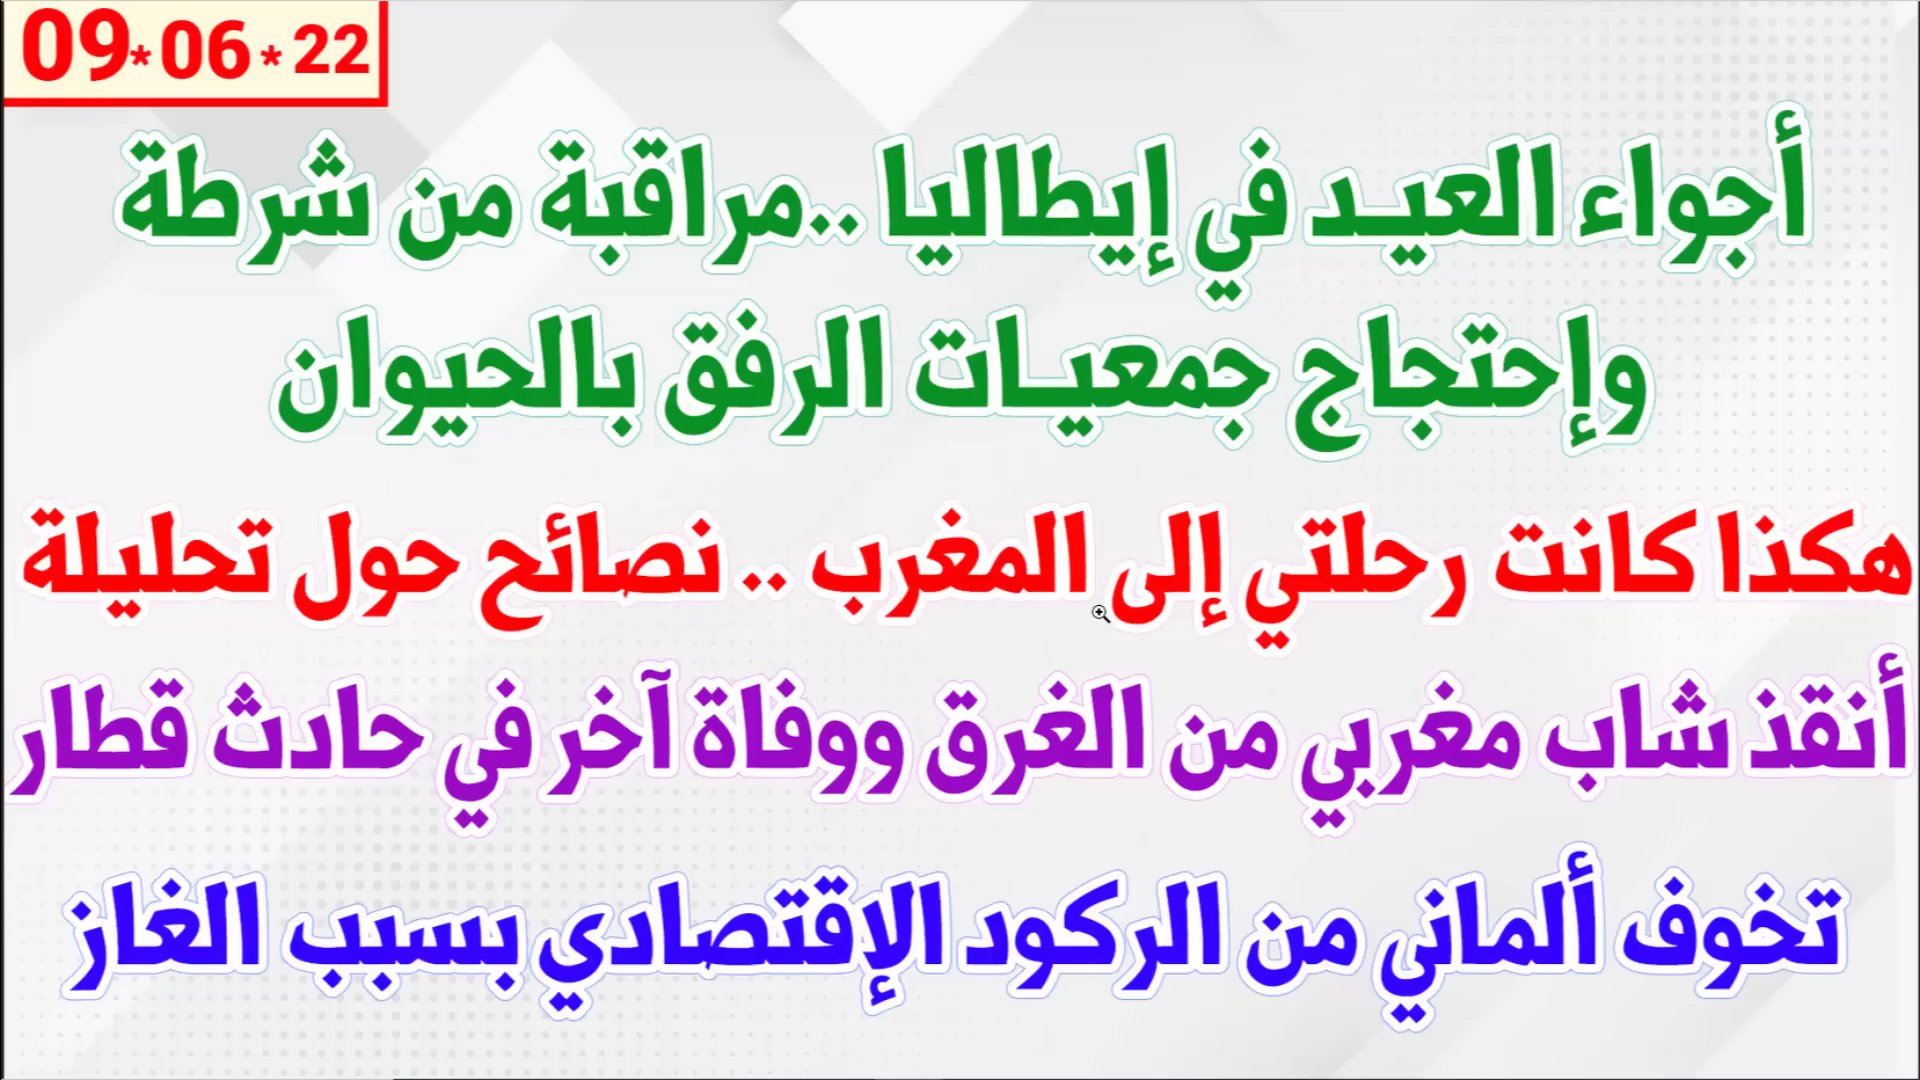 09*06*22
أجواء العيـد في إيطاليا ..مراقبة من شرطة
وإحتجاج جمعيـات الرفق بالحيوان
هكذا كانت رحلتي إلى المغرب .. نصائح حول تحليلة
أنقذ شاب مغربي من الغرق ووفاة آخر في حادث قطار
تخوف ألماني من الركود الإقتصادي بسبب الغاز